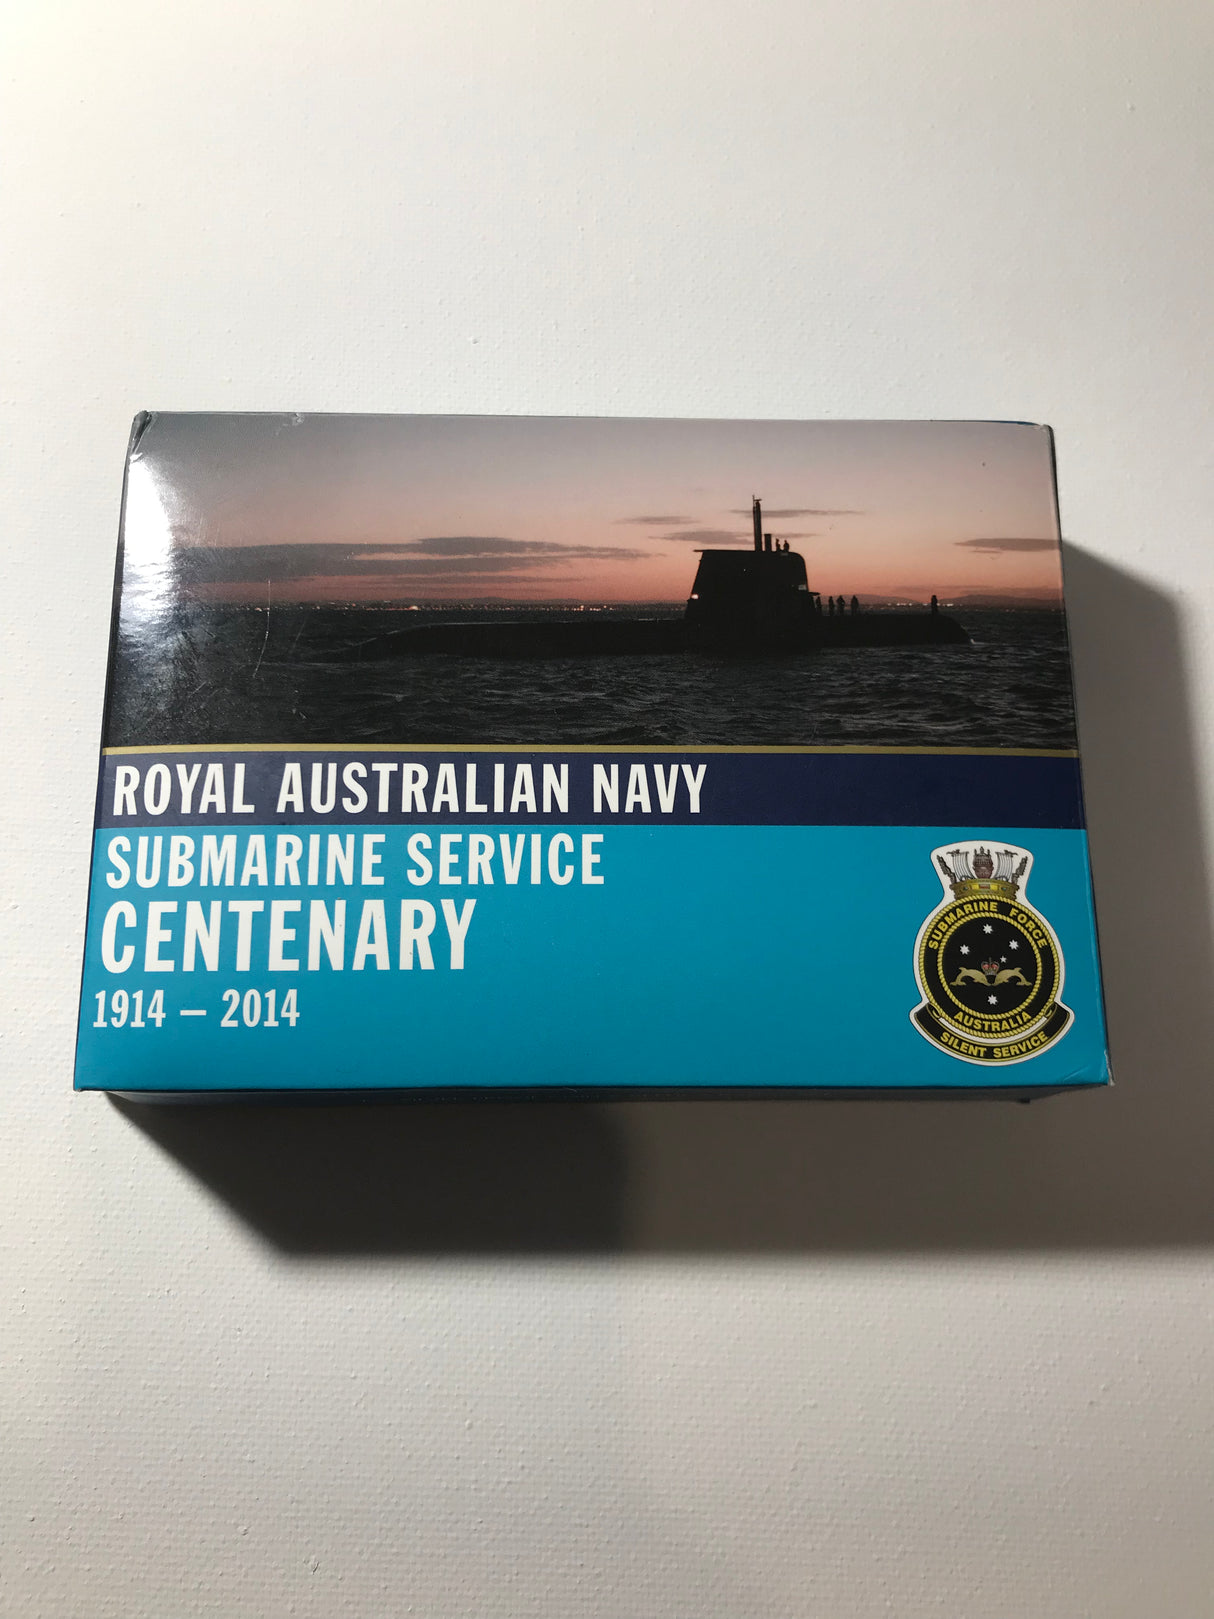 ROYAL AUSTRALIAN NAVY
SUBMARINE SERVICE
CENTENARY
1914 – 2014
SUBMARINE FORCE
AUSTRALIA
SILENT SERVICE